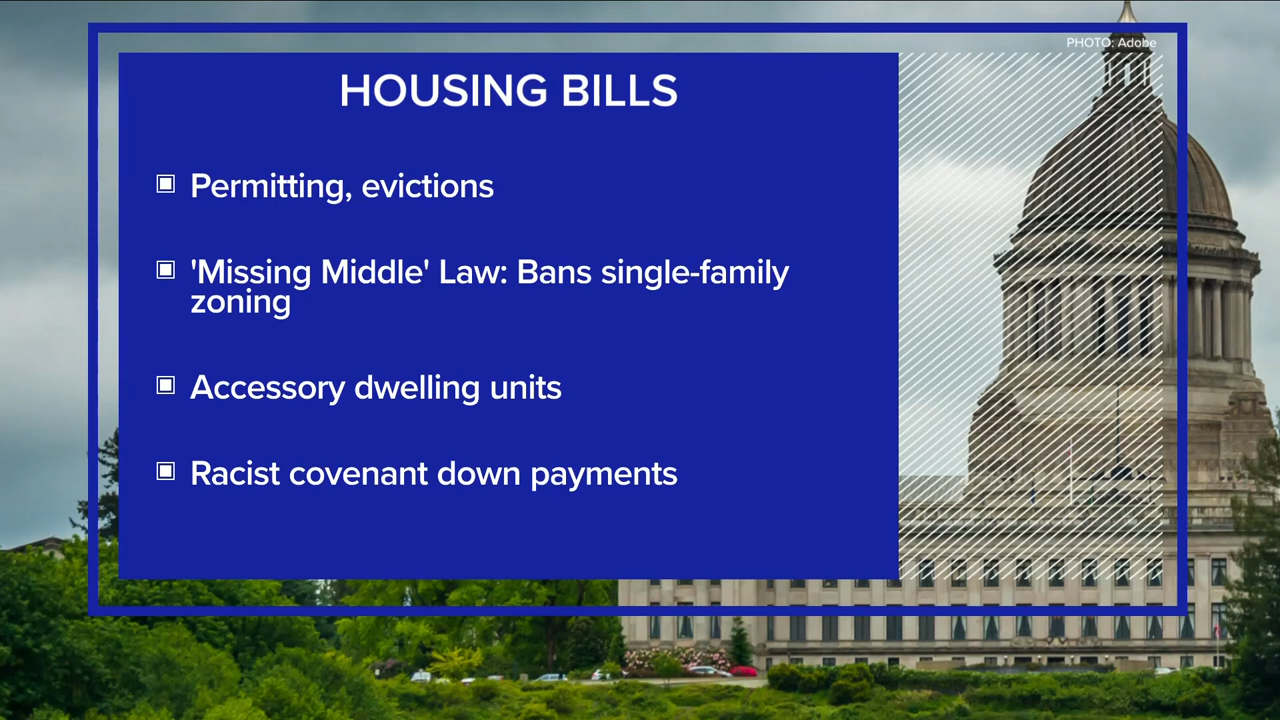 PHOTO: Adobe
HOUSING BILLS
Permitting, evictions
'Missing Middle' Law: Bans single-family
zoning
Accessory dwelling units
Racist covenant down payments